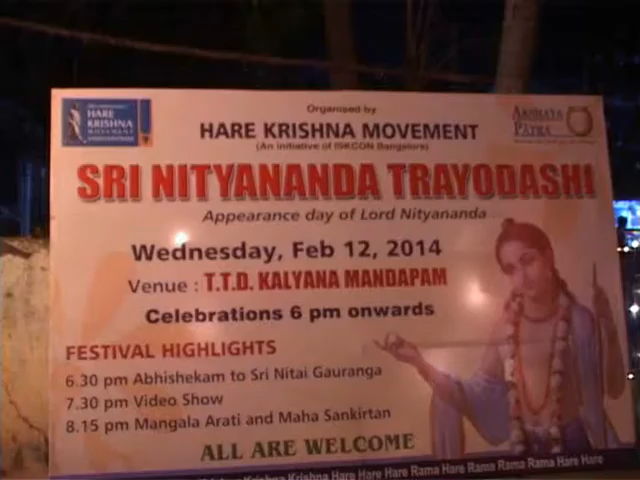 Organised by
HARE KRISHNA MOVEMENT
(An initiative of ISKCON Bangalore)
HARE
KRISHNA
MOVEMENT
AKSHAYA
PATRA
SRI NITYANANDA TRAYODASHI
Appearance day of Lord Nityananda
Wednesday, Feb 12, 2014
Venue : T.T.D. KALYANA MANDAPAM
Celebrations 6 pm onwards
FESTIVAL HIGHLIGHTS
6.30 pm Abhishekam to Sri Nitai Gauranga
7.30 pm Video Show
8.15 pm Mangala Arati and Maha Sankirtan
ALL ARE WELCOME
Krishna Krishna Hare Hare Hare Rama Hare Rama Rama Rama Hare Hare